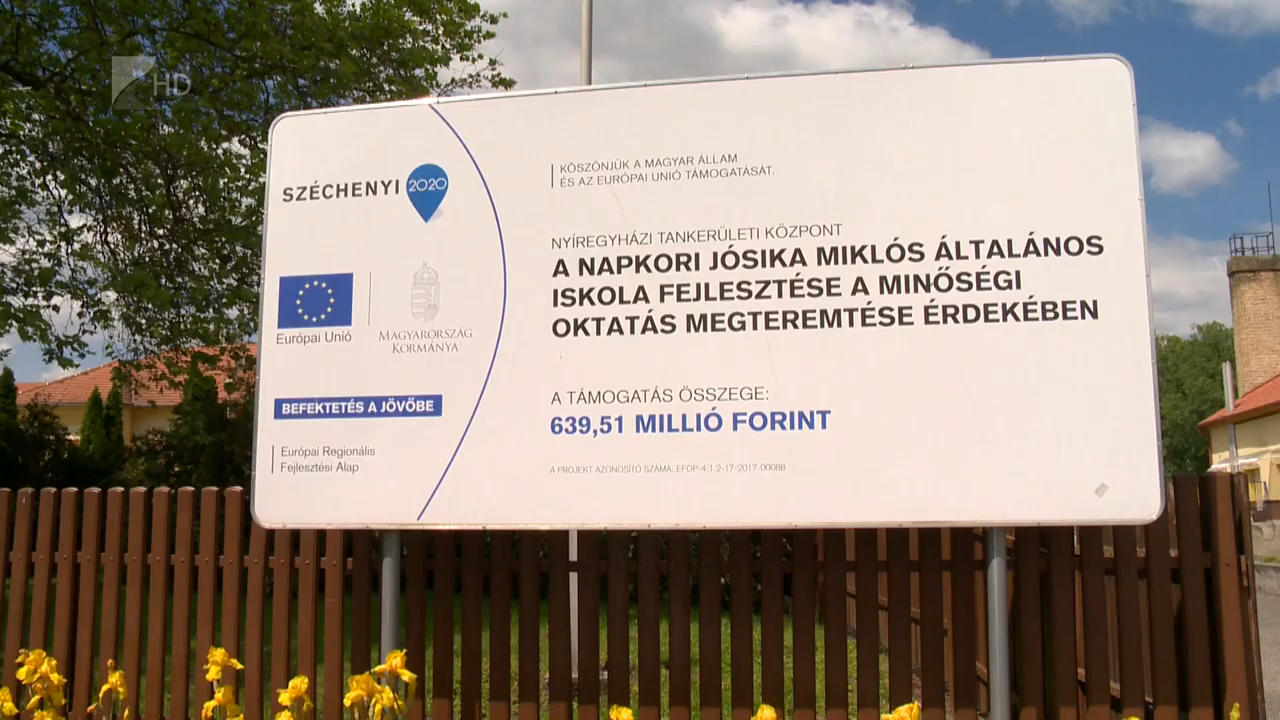 HD
SZÉCHENYI 2020
Európai Unió
MAGYARORSZÁG
KORMÁNYA
BEFEKTETÉS A JÖVŐBE
Európai Regionális
Fejlesztési Alap
KÖSZÖNJÜK A MAGYAR ÁLLAM
ÉS AZ EURÓPAI UNIÓ TÁMOGATÁSÁT.
NYÍREGYHÁZI TANKERÜLETI KÖZPONT
A NAPKORI JÓSIKA MIKLÓS ÁLTALÁNOS
ISKOLA FEJLESZTÉSE A MINŐSÉGI
OKTATÁS MEGTEREMTÉSE ÉRDEKÉBEN
A TÁMOGATÁS ÖSSZEGE:
639,51 MILLIÓ FORINT
A PROJEKT AZONOSÍTÓ SZÁMA: EFOP-4.1.2-17-2017-00088